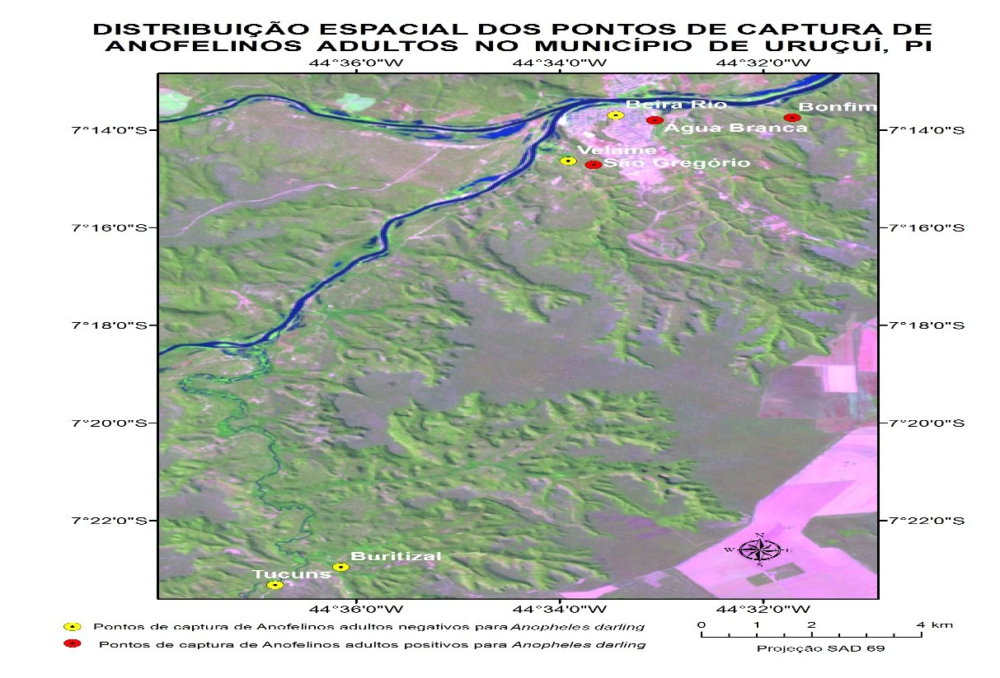 DISTRIBUIÇÃO ESPACIAL DOS PONTOS DE CAPTURA DE
ANOFELINOS ADULTOS NO MUNICÍPIO DE URUÇUÍ, PI
44°36'0"W 44°34'0"W 44°32'0"W
Beira Rio
Bonfim
Água Branca
7°14'0"S 7°14'0"S
Velame
São Gregório
7°16'0"S 7°16'0"S
7°18'0"S 7°18'0"S
7°20'0"S 7°20'0"S
7°22'0"S 7°22'0"S
N
W E
S
Buritizal
Tucuns
44°36'0"W 44°34'0"W 44°32'0"W
Pontos de captura de Anofelinos adultos negativos para Anopheles darling
Pontos de captura de Anofelinos adultos positivos para Anopheles darling
0 1 2 4 km
Projeção SAD 69